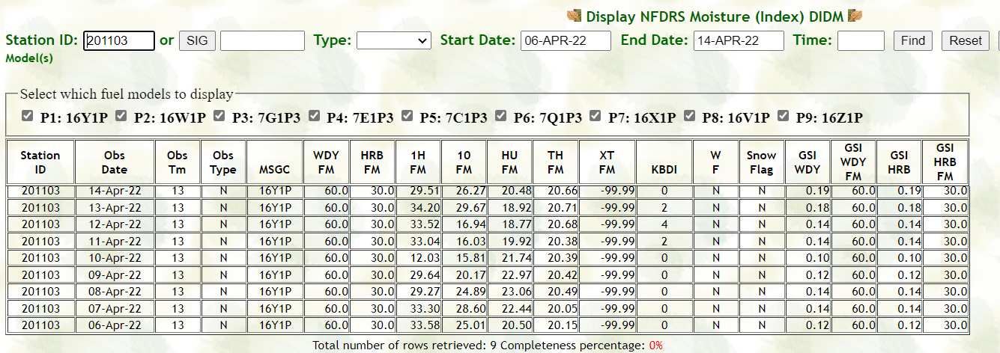 Display NFDRS Moisture (Index) DIDM
Station ID: 201103 or SIG Type: Start Date: 06-APR-22 End Date: 14-APR-22 Time: Find Reset
Model(s)
Select which fuel models to display
P1: 16Y1P P2: 16W1P P3: 7G1P3 P4: 7E1P3 P5: 7C1P3 P6: 7Q1P3 P7: 16X1P P8: 16V1P P9: 16Z1P
Station ID Obs Date Obs Tm Obs Type MSGC WDY FM HRB FM 1H FM 10 FM HU FM TH FM XT FM KBDI W F Snow Flag GSI WDY GSI WDY FM GSI HRB GSI HRB FM
201103 14-Apr-22 13 N 16Y1P 60.0 30.0 29.51 26.27 20.48 20.66 -99.99 0 N N 0.19 60.0 0.19 30.0
201103 13-Apr-22 13 N 16Y1P 60.0 30.0 34.20 29.67 18.92 20.71 -99.99 2 N N 0.18 60.0 0.18 30.0
201103 12-Apr-22 13 N 16Y1P 60.0 30.0 33.52 16.94 18.77 20.68 -99.99 4 N N 0.14 60.0 0.14 30.0
201103 11-Apr-22 13 N 16Y1P 60.0 30.0 33.04 16.03 19.92 20.38 -99.99 2 N N 0.14 60.0 0.14 30.0
201103 10-Apr-22 13 N 16Y1P 60.0 30.0 12.03 15.81 21.74 20.39 -99.99 0 N N 0.10 60.0 0.10 30.0
201103 09-Apr-22 13 N 16Y1P 60.0 30.0 29.64 20.17 22.97 20.42 -99.99 0 N N 0.12 60.0 0.12 30.0
201103 08-Apr-22 13 N 16Y1P 60.0 30.0 29.27 24.89 23.06 20.49 -99.99 0 N N 0.14 60.0 0.14 30.0
201103 07-Apr-22 13 N 16Y1P 60.0 30.0 33.30 28.60 22.44 20.05 -99.99 0 N N 0.14 60.0 0.14 30.0
201103 06-Apr-22 13 N 16Y1P 60.0 30.0 33.58 25.01 20.50 20.15 -99.99 0 N N 0.12 60.0 0.12 30.0
Total number of rows retrieved: 9 Completeness percentage: 0%